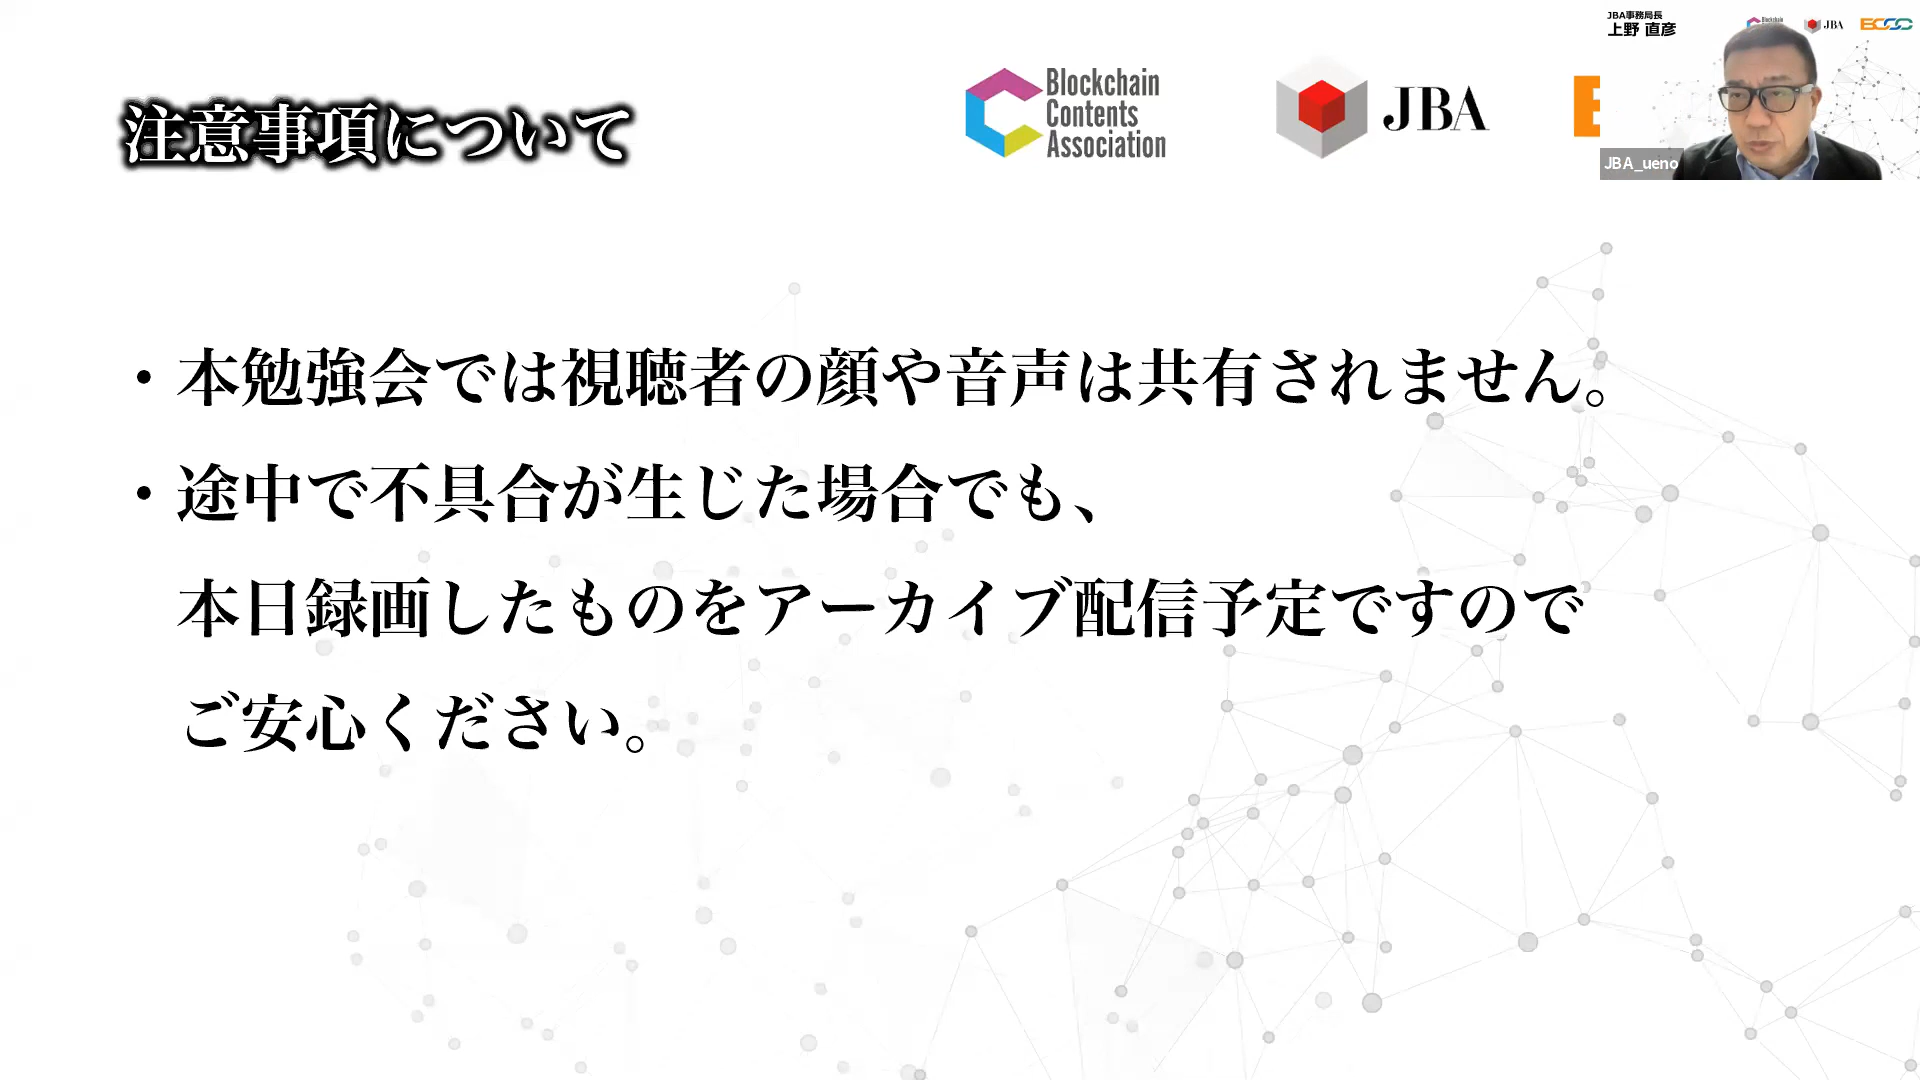 注意事項について
Blockchain
Contents
Association
JBA
JBA事務局長
上野 直彦
JBA
JBA_ueno
・本勉強会では視聴者の顔や音声は共有されません。
・途中で不具合が生じた場合でも、
本日録画したものをアーカイブ配信予定ですので
ご安心ください。